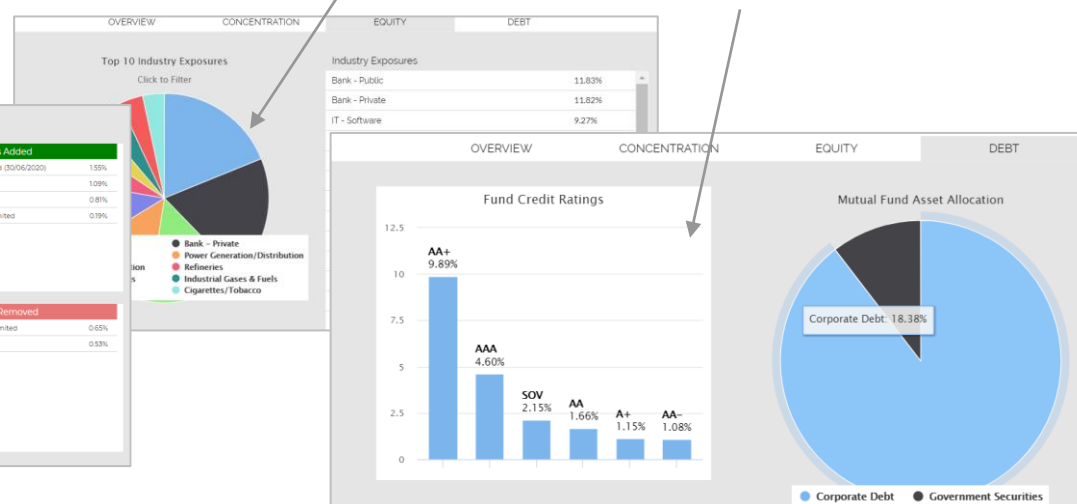 OVERVIEW CONCENTRATION EQUITY DEBT
Top 10 Industry Exposures
Click to Filter
Bank – Private
Power Generation/Distribution
Refineries
Industrial Gases & Fuels
Cigarettes/Tobacco
Industry Exposures
Bank - Public 11.83%
Bank - Private 11.82%
IT - Software 9.27%
Added
(30/06/2020) 1.55%
1.09%
0.81%
0.19%
Removed
0.65%
0.53%
OVERVIEW CONCENTRATION EQUITY DEBT
Fund Credit Ratings
12.5
10
7.5
5
2.5
0
AA+
9.89%
AAA
4.60%
SOV
2.15%
AA
1.66%
A+
1.15%
AA-
1.08%
Mutual Fund Asset Allocation
Corporate Debt: 18.38%
Corporate Debt Government Securities